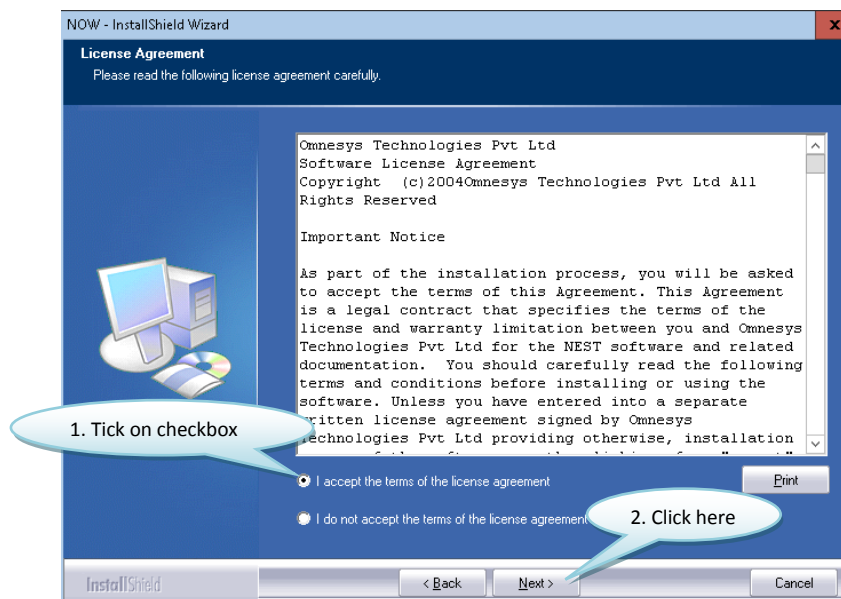 NOW - InstallShield Wizard
x
License Agreement
Please read the following license agreement carefully.
Omnesys Technologies Pvt Ltd
Software License Agreement
Copyright (c)2004Omnesys Technologies Pvt Ltd All
Rights Reserved
Important Notice
As part of the installation process, you will be asked
to accept the terms of this Agreement. This Agreement
is a legal contract that specifies the terms of the
license and warranty limitation between you and Omnesys
Technologies Pvt Ltd for the NEST software and related
documentation. You should carefully read the following
terms and conditions before installing or using the
software. Unless you have entered into a separate
written license agreement signed by Omnesys
Technologies Pvt Ltd providing otherwise, installation
1. Tick on checkbox
I accept the terms of the license agreement
Print
I do not accept the terms of the license agreement
2. Click here
InstallShield
< Back
Next >
Cancel